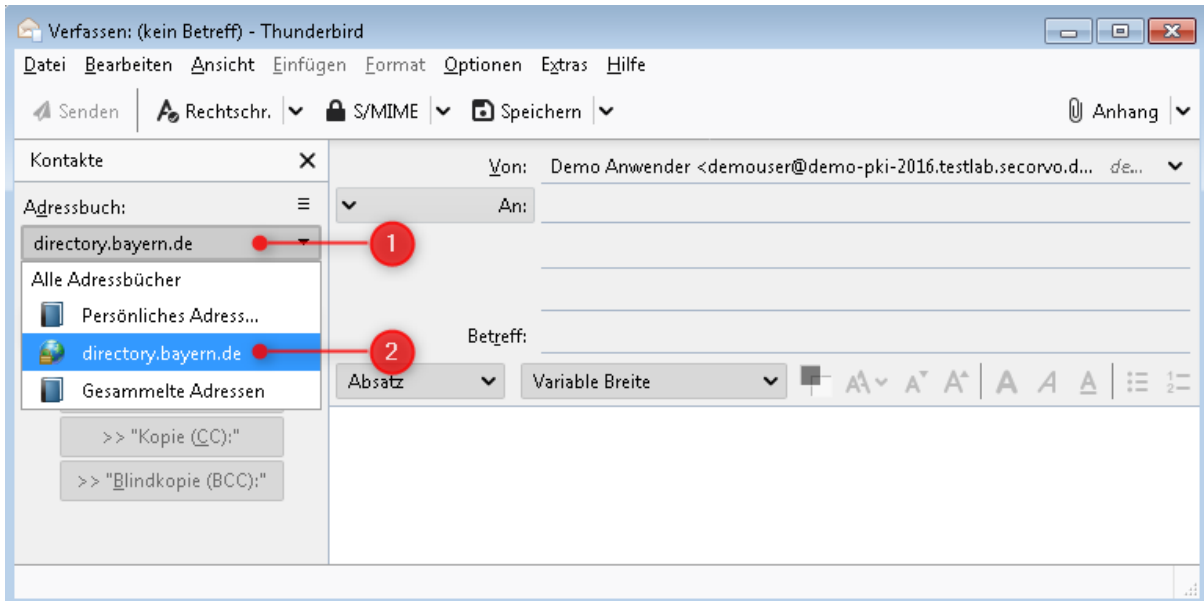 Verfassen: (kein Betreff) - Thunderbird
Datei Bearbeiten Ansicht Einfügen Format Optionen Extras Hilfe
Senden Rechtschr. S/MIME Speichern Anhang
Kontakte
Von: Demo Anwender <demouser@demo-pki-2016.testlab.secorvo.d... de...
Adressbuch:
An:
directory.bayern.de
1
Alle Adressbücher
Persönliches Adress...
directory.bayern.de
2
Gesammelte Adressen
Betreff:
Absatz Variable Breite
>> "Kopie (CC):"
>> "Blindkopie (BCC):"